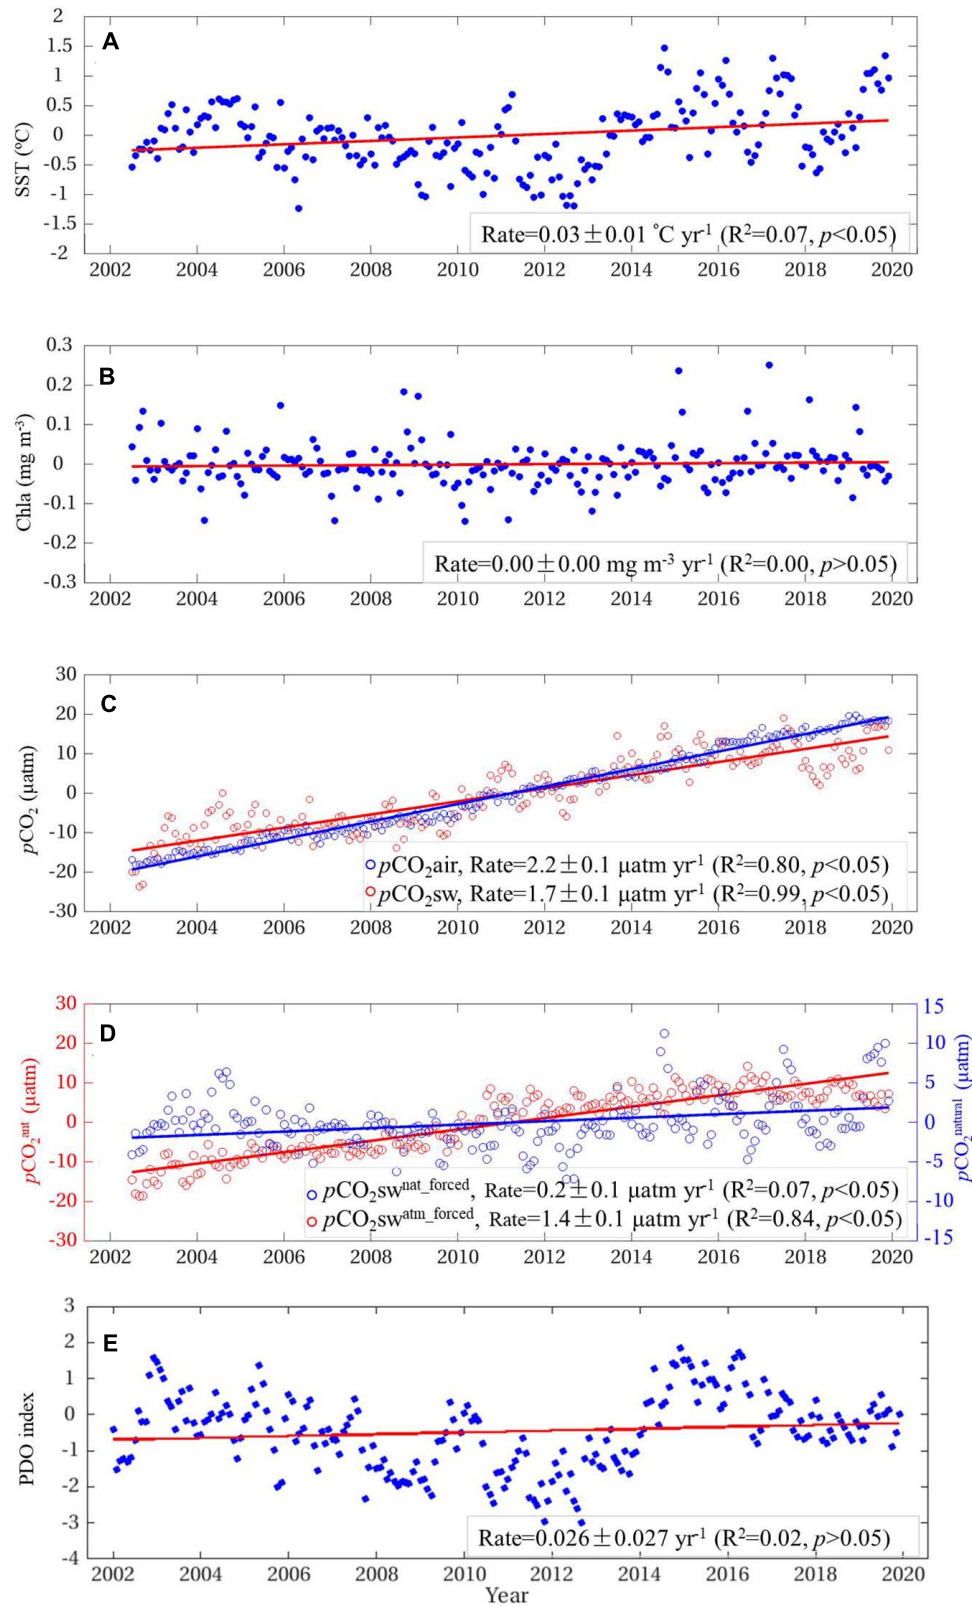 A
2
1.5
1
0.5
0
-0.5
-1
-1.5
-2
SST (ºC)
Rate=0.03±0.01 °C yr-1 (R2=0.07, p<0.05)
2002 2004 2006 2008 2010 2012 2014 2016 2018 2020
B
0.3
0.2
0.1
0
-0.1
-0.2
-0.3
Chla (mg m-3)
Rate=0.00±0.00 mg m-3 yr-1 (R2=0.00, p>0.05)
2002 2004 2006 2008 2010 2012 2014 2016 2018 2020
C
30
20
10
0
-10
-20
-30
pCO2 (µatm)
pCO2air, Rate=2.2±0.1 µatm yr-1 (R2=0.80, p<0.05)
pCO2sw, Rate=1.7±0.1 µatm yr-1 (R2=0.99, p<0.05)
2002 2004 2006 2008 2010 2012 2014 2016 2018 2020
D
30
20
10
0
-10
-20
-30
pCO2ant (µatm)
15
10
5
0
-5
-10
-15
pCO2natural (µatm)
pCO2swnat_forced, Rate=0.2±0.1 µatm yr-1 (R2=0.07, p<0.05)
pCO2swatm_forced, Rate=1.4±0.1 µatm yr-1 (R2=0.84, p<0.05)
2002 2004 2006 2008 2010 2012 2014 2016 2018 2020
E
3
2
1
0
-1
-2
-3
-4
PDO index
Rate=0.026±0.027 yr-1 (R2=0.02, p>0.05)
2002 2004 2006 2008 2010 2012 2014 2016 2018 2020
Year